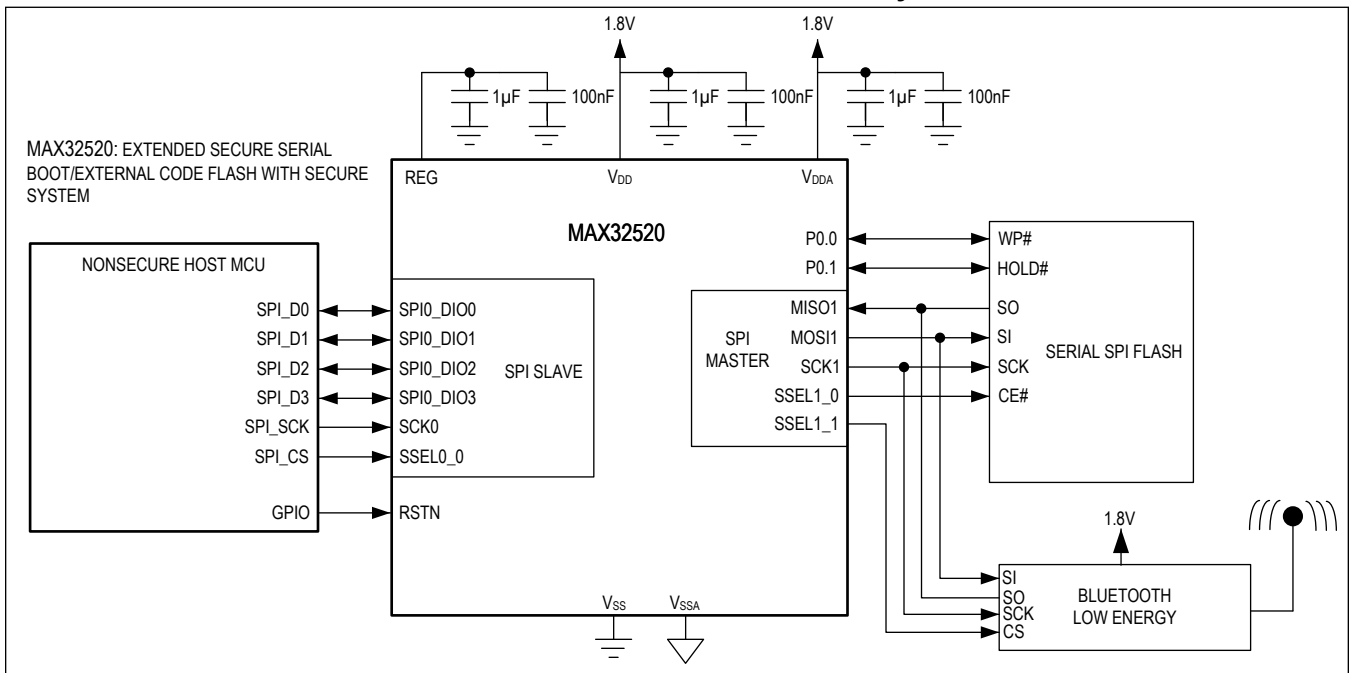 1.8V
1.8V
1µF
100nF
1µF
100nF
1µF
100nF
MAX32520: EXTENDED SECURE SERIAL
BOOT/EXTERNAL CODE FLASH WITH SECURE
SYSTEM
REG
VDD
VDDA
MAX32520
NONSECURE HOST MCU
SPI_D0
SPI_D1
SPI_D2
SPI_D3
SPI_SCK
SPI_CS
GPIO
SPI0_DIO0
SPI0_DIO1
SPI0_DIO2
SPI0_DIO3
SCK0
SSEL0_0
RSTN
SPI SLAVE
SPI
MASTER
P0.0
P0.1
MISO1
MOSI1
SCK1
SSEL1_0
SSEL1_1
WP#
HOLD#
SO
SI
SCK
CE#
SERIAL SPI FLASH
1.8V
SI
SO
SCK
CS
BLUETOOTH
LOW ENERGY
VSS
VSSA